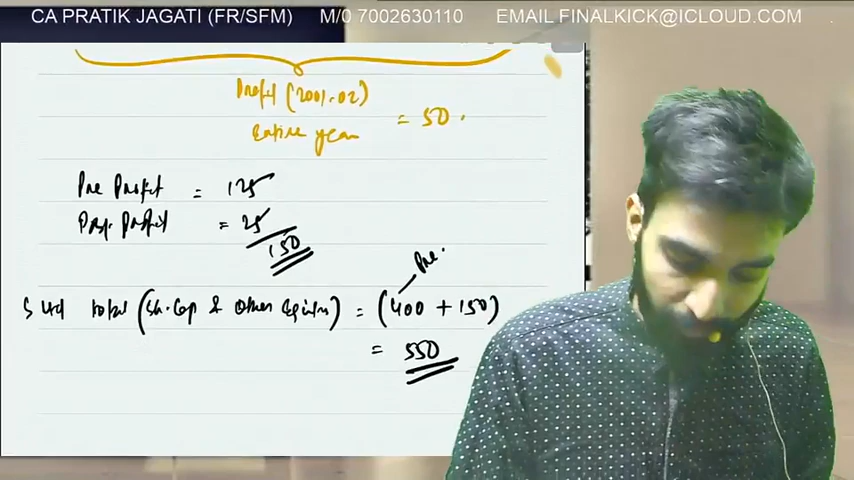 CA PRATIK JAGATI (FR/SFM) M/0 7002630110 EMAIL FINALKICK@ICLOUD.COM
Profit (2001-02)
Entire year = 50.
Pre Profit = 125
Post Profit = 25
150
Pre.
S Ltd total (Sh. Cap & Other Equity) = (400 + 150)
= 550